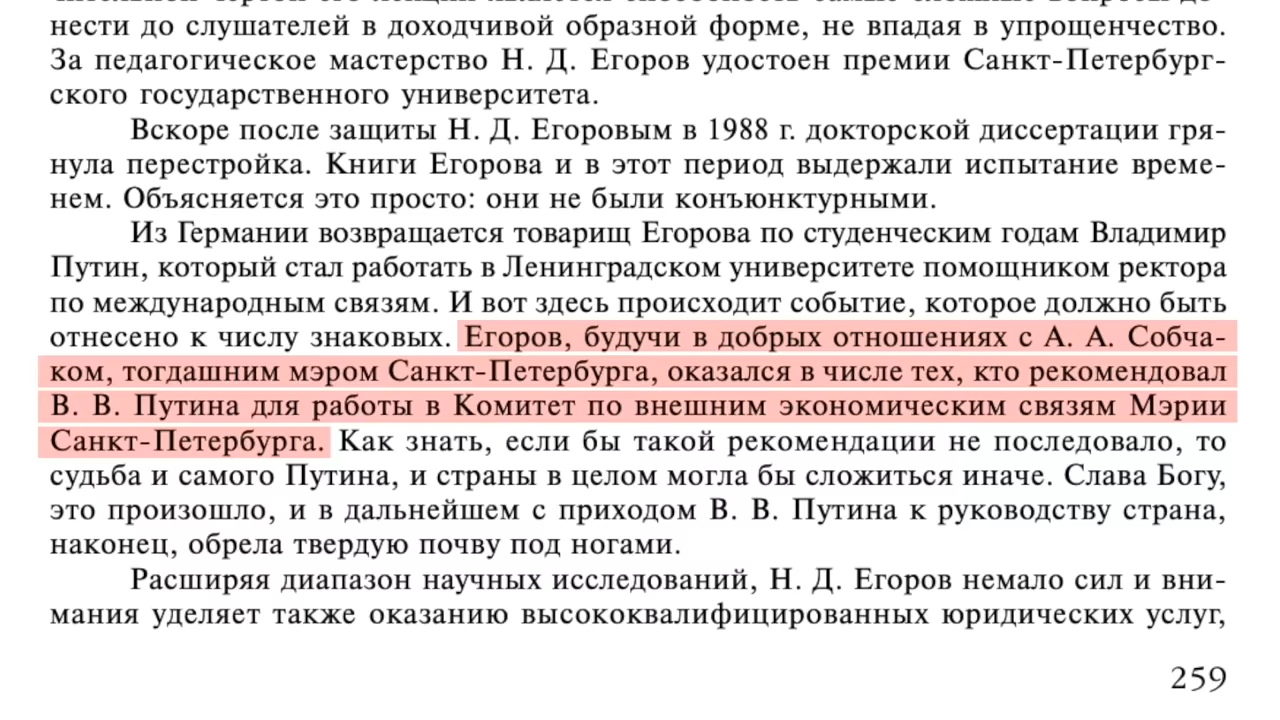 нести до слушателей в доходчивой образной форме, не впадая в упрощенчество.
За педагогическое мастерство Н. Д. Егоров удостоен премии Санкт-Петербург-
ского государственного университета.
Вскоре после защиты Н. Д. Егоровым в 1988 г. докторской диссертации гря-
нула перестройка. Книги Егорова и в этот период выдержали испытание време-
нем. Объясняется это просто: они не были конъюнктурными.
Из Германии возвращается товарищ Егорова по студенческим годам Владимир
Путин, который стал работать в Ленинградском университете помощником ректора
по международным связям. И вот здесь происходит событие, которое должно быть
отнесено к числу знаковых. Егоров, будучи в добрых отношениях с А. А. Собча-
ком, тогдашним мэром Санкт-Петербурга, оказался в числе тех, кто рекомендовал
В. В. Путина для работы в Комитет по внешним экономическим связям Мэрии
Санкт-Петербурга. Как знать, если бы такой рекомендации не последовало, то
судьба и самого Путина, и страны в целом могла бы сложиться иначе. Слава Богу,
это произошло, и в дальнейшем с приходом В. В. Путина к руководству страна,
наконец, обрела твердую почву под ногами.
Расширяя диапазон научных исследований, Н. Д. Егоров немало сил и вни-
мания уделяет также оказанию высококвалифицированных юридических услуг,
259